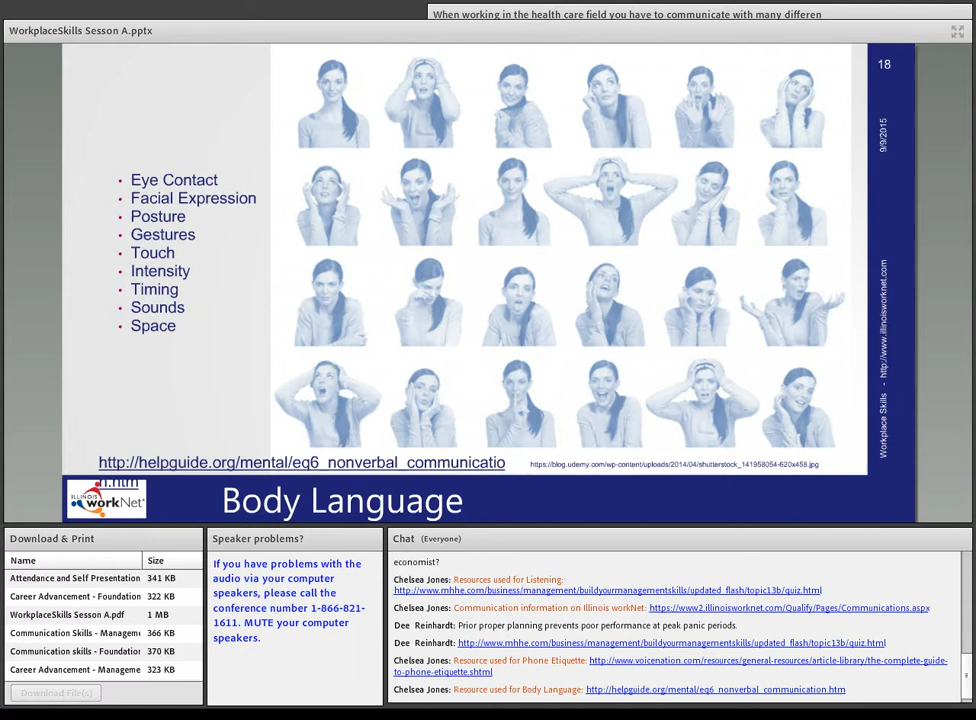 When working in the health care field you have to communicate with many differen
WorkplaceSkills Sesson A.pptx
18
9/9/2015
Workplace Skills - http://www.illinoisworknet.com
• Eye Contact
• Facial Expression
• Posture
• Gestures
• Touch
• Intensity
• Timing
• Sounds
• Space
http://helpguide.org/mental/eq6_nonverbal_communicatio
n.htm
https://blog.udemy.com/wp-content/uploads/2014/04/shutterstock_141958054-620x458.jpg
ILLINOIS
workNet
Body Language
Download & Print
Name Size
Attendance and Self Presentation 341 KB
Career Advancement - Foundation 322 KB
WorkplaceSkills Sesson A.pdf 1 MB
Communication Skills - Manageme 366 KB
Communication skills - Foundation 370 KB
Career Advancement - Manageme 323 KB
Download File(s)
Speaker problems?
If you have problems with the
audio via your computer
speakers, please call the
conference number 1-866-821-
1611. MUTE your computer
speakers.
Chat (Everyone)
economist?
Chelsea Jones: Resources used for Listening:
http://www.mhhe.com/business/management/buildyourmanagementskills/updated_flash/topic13b/quiz.html
Chelsea Jones: Communication information on Illinois workNet: https://www2.illinoisworknet.com/Qualify/Pages/Communications.aspx
Dee Reinhardt: Prior proper planning prevents poor performance at peak panic periods.
Dee Reinhardt: http://www.mhhe.com/business/management/buildyourmanagementskills/updated_flash/topic13b/quiz.html
Chelsea Jones: Resource used for Phone Etiquette: http://www.voicenation.com/resources/general-resources/article-library/the-complete-guide-
to-phone-etiquette.shtml
Chelsea Jones: Resource used for Body Language: http://helpguide.org/mental/eq6_nonverbal_communication.htm